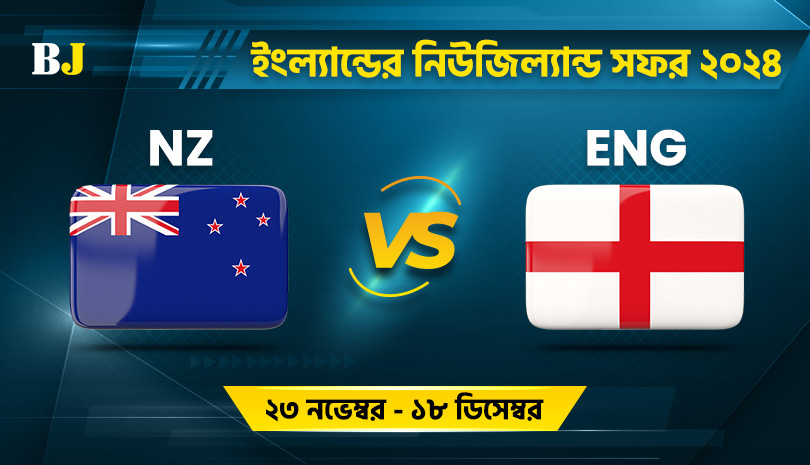 BJ
ইংল্যান্ডের নিউজিল্যান্ড সফর ২০২৪
NZ
VS
ENG
২৩ নভেম্বর - ১৮ ডিসেম্বর